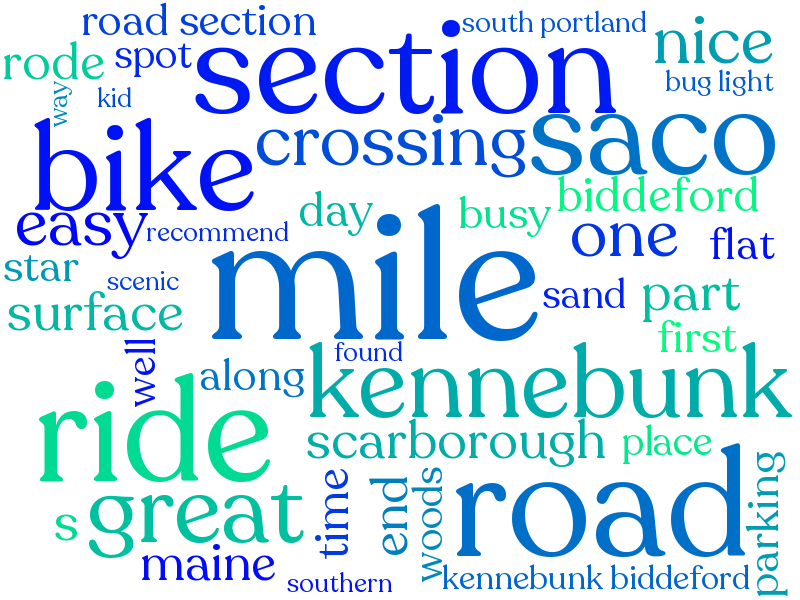 road section
south portland
nice
rode
spot
section
bug light
way
kid
bike
crossing
saco
easy
recommend
day
busy
biddeford
one
flat
star
scenic
mile
sand
part
surface
well
found
first
along
kennebunk
ride
scarborough
place
s
great
time
end
woods
road
parking
maine
southern
kennebunk biddeford